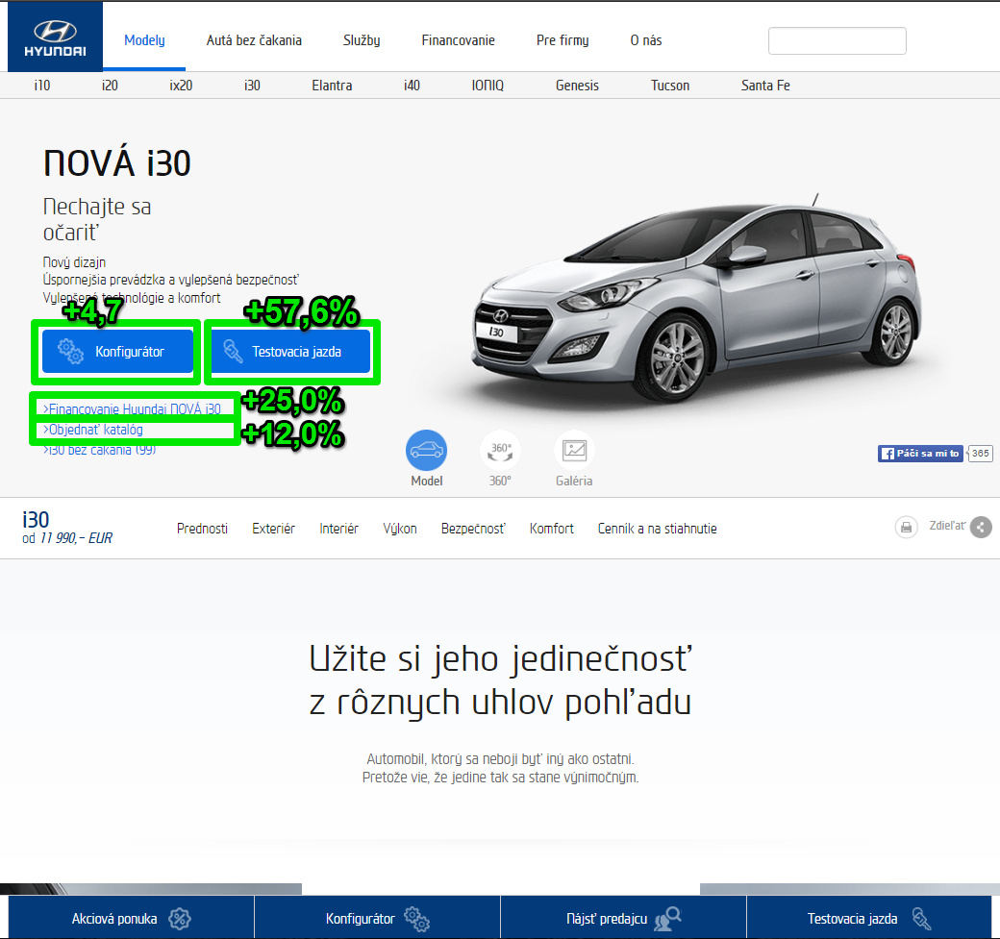 HYUNDAI
Modely
Autá bez čakania
Služby
Financovanie
Pre firmy
O nás
i10
i20
ix20
i30
Elantra
i40
IONIQ
Genesis
Tucson
Santa Fe
NOVÁ i30
Nechajte sa
očariť
Nový dizajn
Úspornejšia prevádzka a vylepšená bezpečnosť
Vylepšené technológie a komfort
+4,7
+57,6%
Konfigurátor
Testovacia jazda
>Financovanie Hyundai NOVÁ i30
+25,0%
>Objednať katalóg
+12,0%
>i30 bez čakania (99)
i30
360°
Model
360°
Galéria
Páči sa mi to
365
i30
od 11 990,- EUR
Prednosti
Exteriér
Interiér
Výkon
Bezpečnosť
Komfort
Cenník a na stiahnutie
Zdieľať
Užite si jeho jedinečnosť
z rôznych uhlov pohľadu
Automobil, ktorý sa nebojí byť iný ako ostatní.
Pretože vie, že jedine tak sa stane výnimočným.
Akciová ponuka
Konfigurátor
Nájsť predajcu
Testovacia jazda